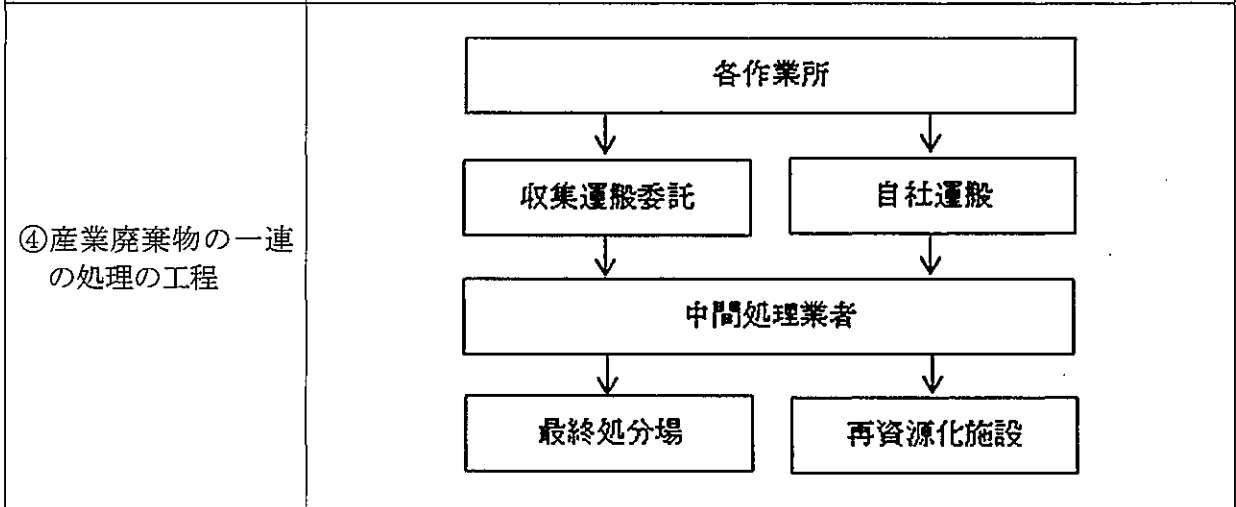 ④産業廃棄物の一連
の処理の工程
各作業所
収集運搬委託
自社運搬
中間処理業者
最終処分場
再資源化施設